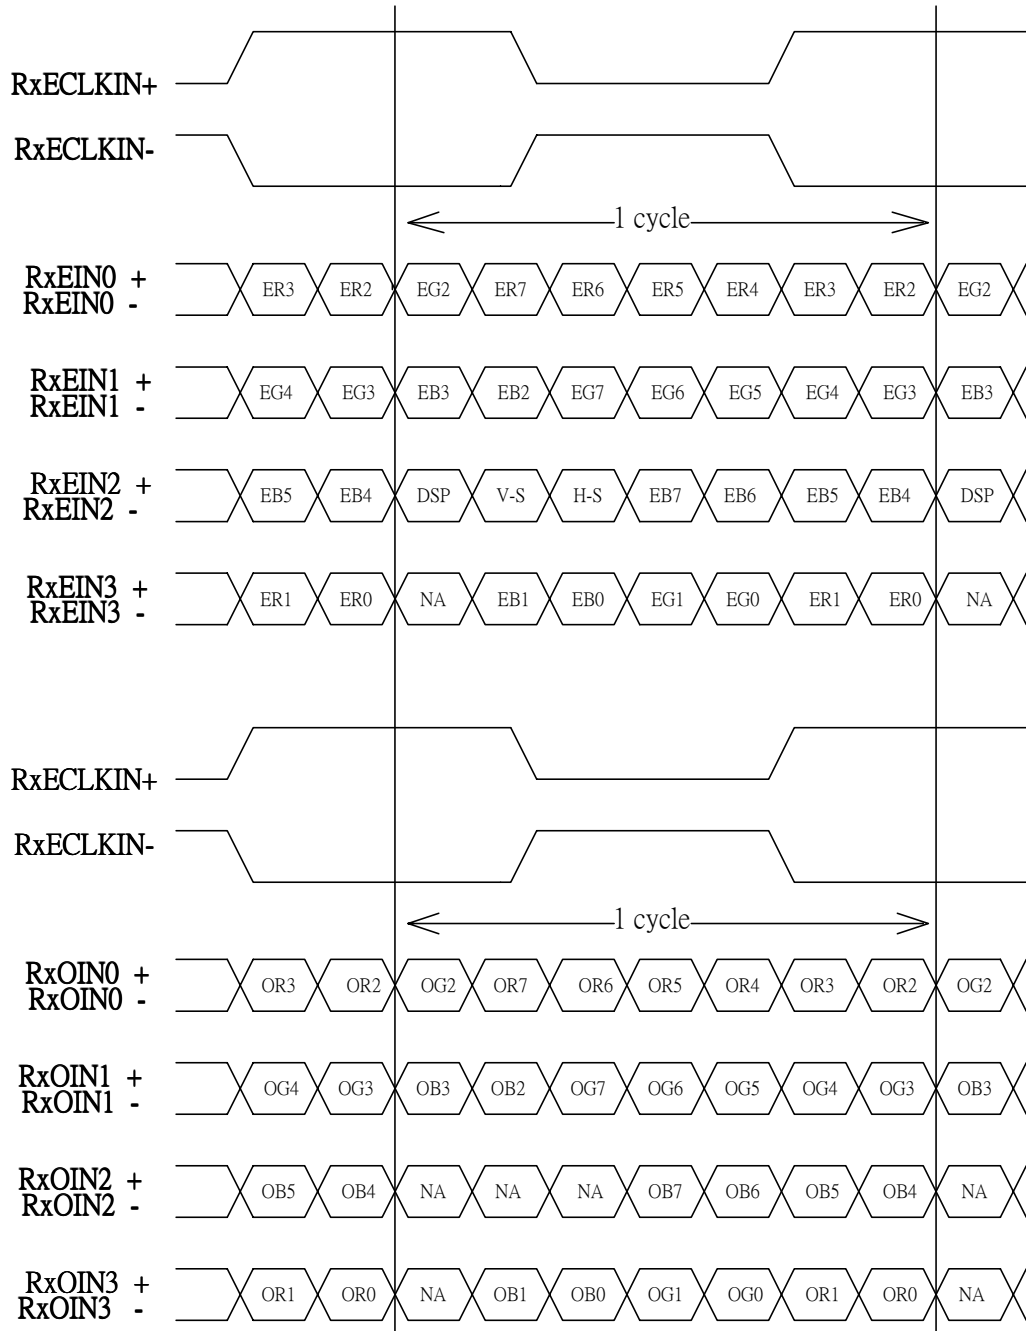 RxECLKIN+
RxECLKIN-
1 cycle
RxEIN0 +
RxEIN0 -
ER3 ER2 EG2 ER7 ER6 ER5 ER4 ER3 ER2 EG2
RxEIN1 +
RxEIN1 -
EG4 EG3 EB3 EB2 EG7 EG6 EG5 EG4 EG3 EB3
RxEIN2 +
RxEIN2 -
EB5 EB4 DSP V-S H-S EB7 EB6 EB5 EB4 DSP
RxEIN3 +
RxEIN3 -
ER1 ER0 NA EB1 EB0 EG1 EG0 ER1 ER0 NA
RxECLKIN+
RxECLKIN-
1 cycle
RxOIN0 +
RxOIN0 -
OR3 OR2 OG2 OR7 OR6 OR5 OR4 OR3 OR2 OG2
RxOIN1 +
RxOIN1 -
OG4 OG3 OB3 OB2 OG7 OG6 OG5 OG4 OG3 OB3
RxOIN2 +
RxOIN2 -
OB5 OB4 NA NA NA OB7 OB6 OB5 OB4 NA
RxOIN3 +
RxOIN3 -
OR1 OR0 NA OB1 OB0 OG1 OG0 OR1 OR0 NA